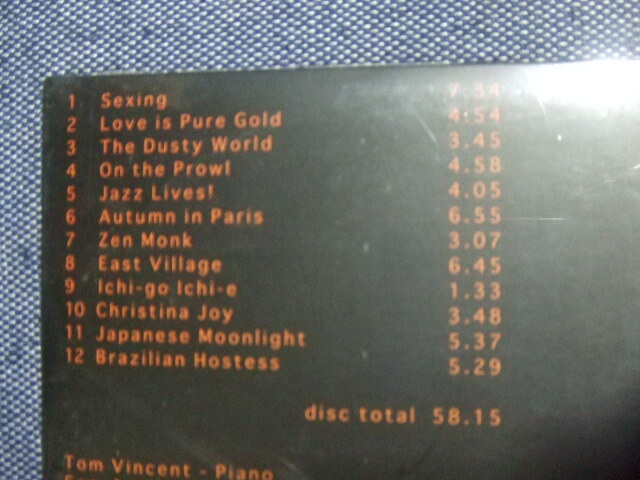 1 Sexing 7.34
2 Love is Pure Gold 4.54
3 The Dusty World 3.45
4 On the Prowl 4.58
5 Jazz Lives! 4.05
6 Autumn in Paris 6.55
7 Zen Monk 3.07
8 East Village 6.45
9 Ichi-go Ichi-e 1.33
10 Christina Joy 3.48
11 Japanese Moonlight 5.37
12 Brazilian Hostess 5.29
disc total 58.15
Tom Vincent - Piano